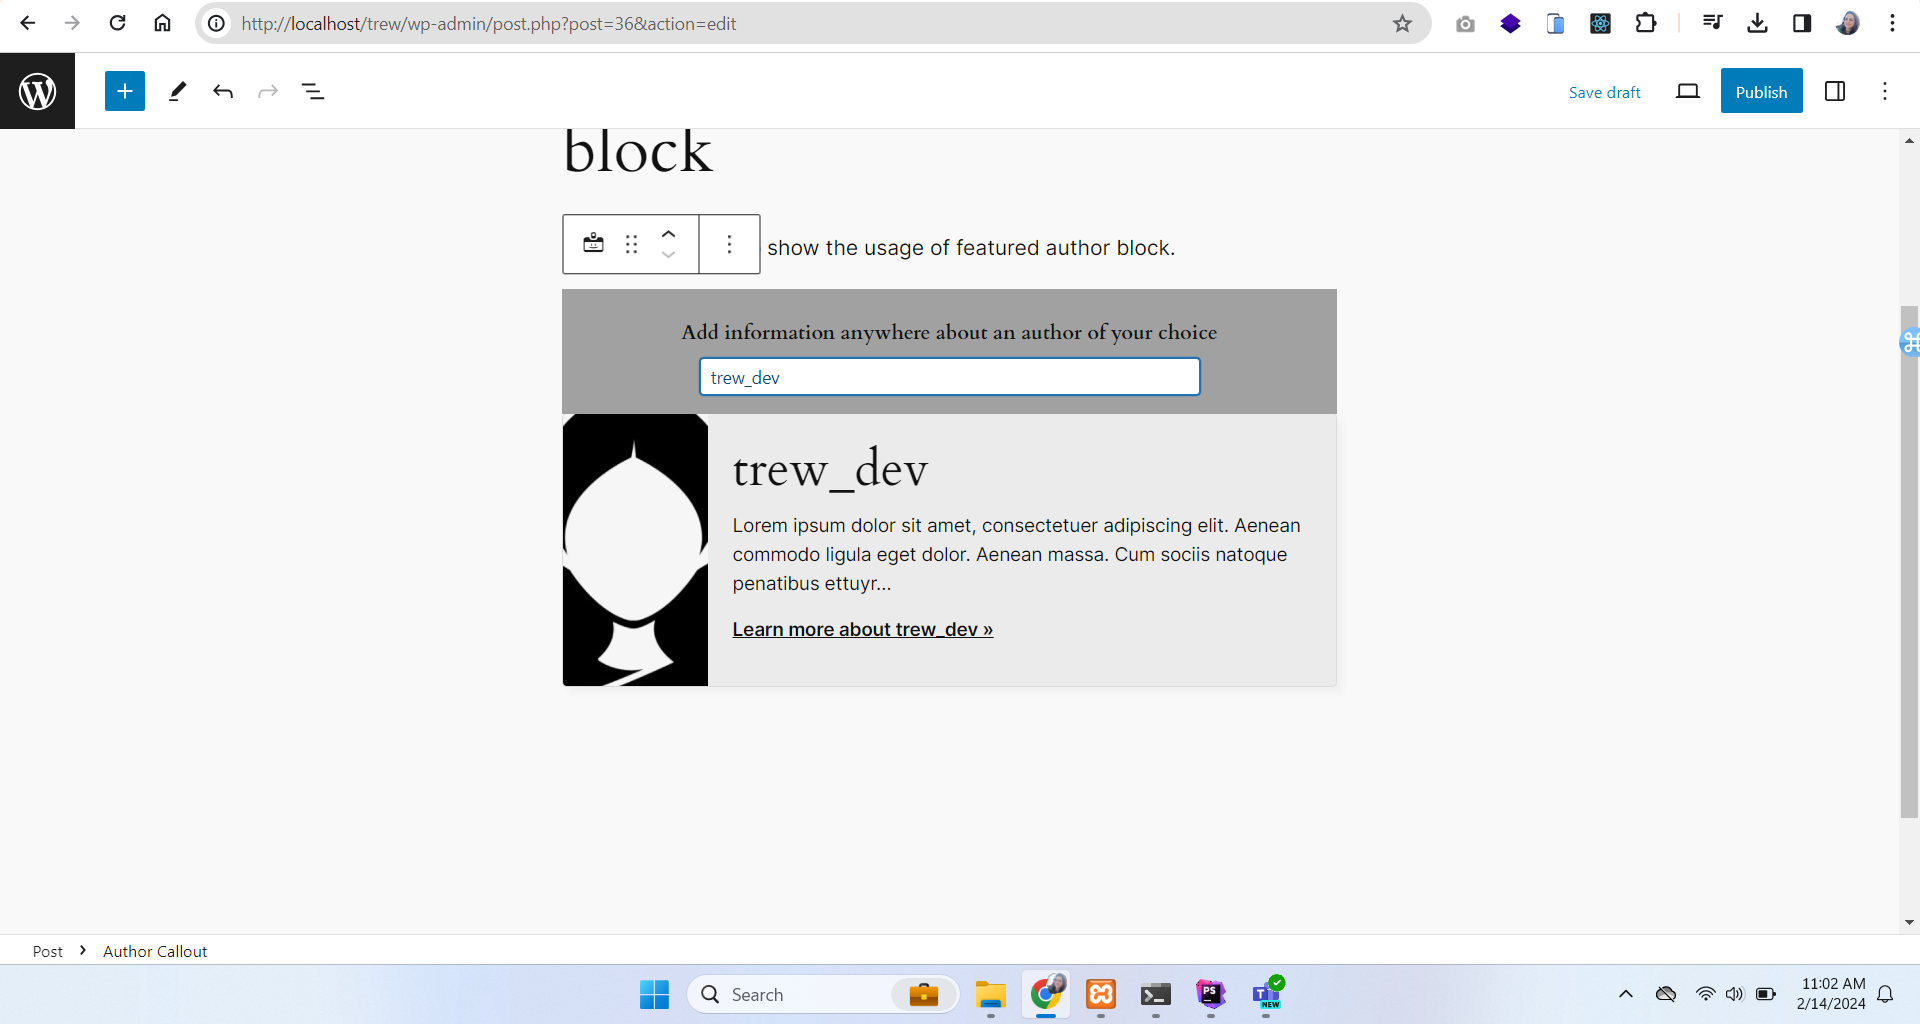 http://localhost/trew/wp-admin/post.php?post=36&action=edit
Save draft
Publish
block
show the usage of featured author block.
Add information anywhere about an author of your choice
trew_dev
trew_dev
Lorem ipsum dolor sit amet, consectetuer adipiscing elit. Aenean
commodo ligula eget dolor. Aenean massa. Cum sociis natoque
penatibus ettuyr...
Learn more about trew_dev »
Post
Author Callout
Search
PS
T
NEW
11:02 AM
2/14/2024